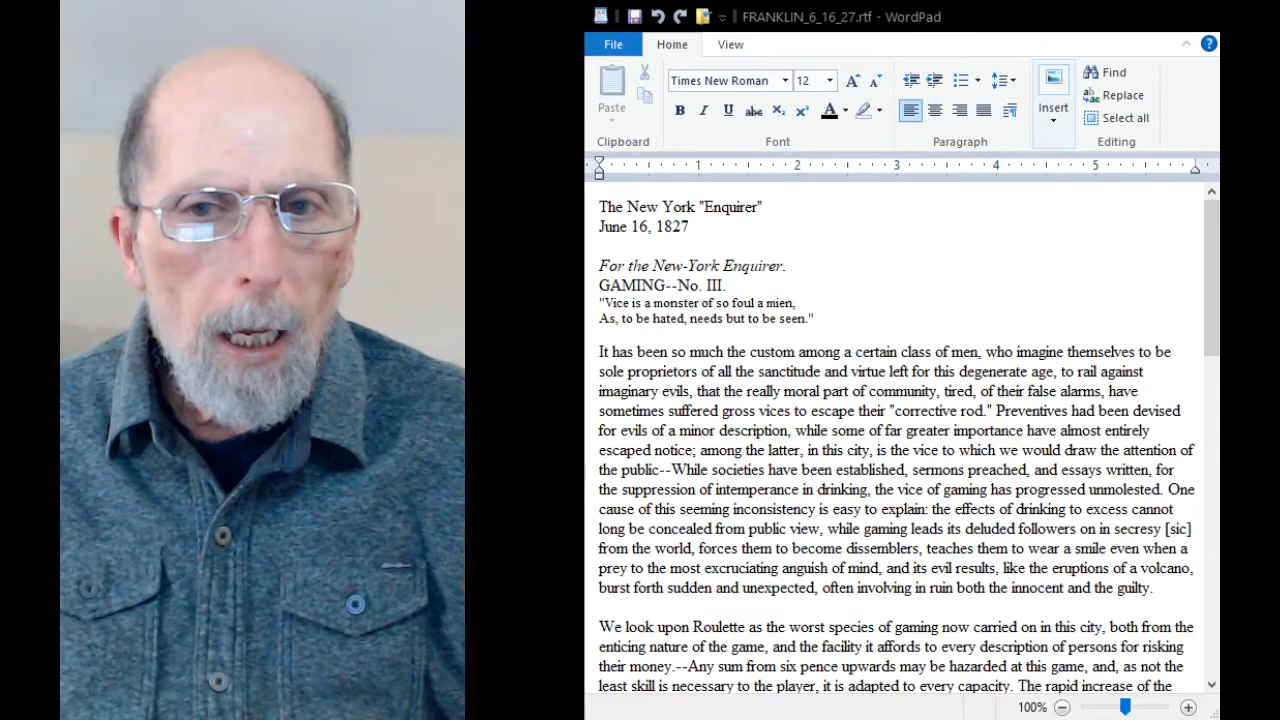 FRANKLIN_6_16_27.rtf - WordPad
File Home View
Paste
Times New Roman 12
B I U abc X₂ X²
A
Insert
Find
Replace
Select all
Clipboard Font Paragraph Editing
1 2 3 4 5
The New York "Enquirer"
June 16, 1827
For the New-York Enquirer.
GAMING--No. III.
"Vice is a monster of so foul a mien,
As, to be hated, needs but to be seen."
It has been so much the custom among a certain class of men, who imagine themselves to be
sole proprietors of all the sanctitude and virtue left for this degenerate age, to rail against
imaginary evils, that the really moral part of community, tired, of their false alarms, have
sometimes suffered gross vices to escape their "corrective rod." Preventives had been devised
for evils of a minor description, while some of far greater importance have almost entirely
escaped notice; among the latter, in this city, is the vice to which we would draw the attention of
the public--While societies have been established, sermons preached, and essays written, for
the suppression of intemperance in drinking, the vice of gaming has progressed unmolested. One
cause of this seeming inconsistency is easy to explain: the effects of drinking to excess cannot
long be concealed from public view, while gaming leads its deluded followers on in secresy [sic]
from the world, forces them to become dissemblers, teaches them to wear a smile even when a
prey to the most excruciating anguish of mind, and its evil results, like the eruptions of a volcano,
burst forth sudden and unexpected, often involving in ruin both the innocent and the guilty.
We look upon Roulette as the worst species of gaming now carried on in this city, both from the
enticing nature of the game, and the facility it affords to every description of persons for risking
their money.--Any sum from six pence upwards may be hazarded at this game, and, as not the
least skill is necessary to the player, it is adapted to every capacity. The rapid increase of the
100%